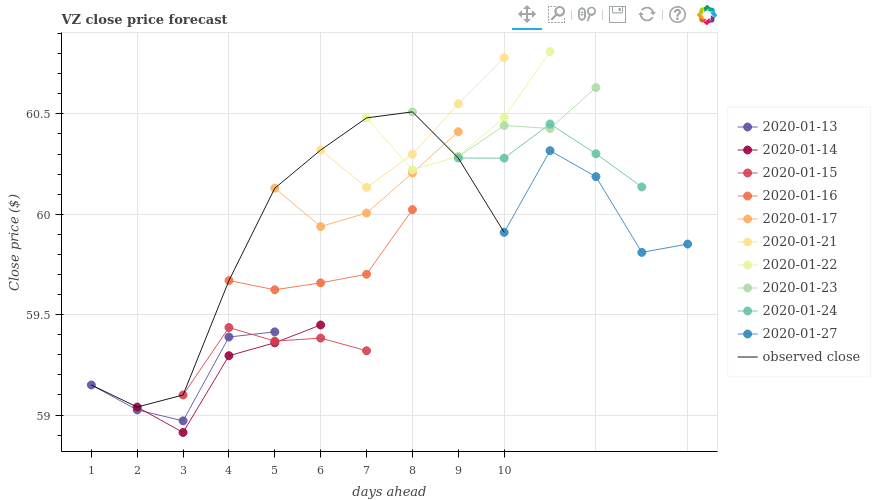 VZ close price forecast
60.5
60
59.5
59
Close price ($)
1 2 3 4 5 6 7 8 9 10
days ahead
2020-01-13
2020-01-14
2020-01-15
2020-01-16
2020-01-17
2020-01-21
2020-01-22
2020-01-23
2020-01-24
2020-01-27
observed close